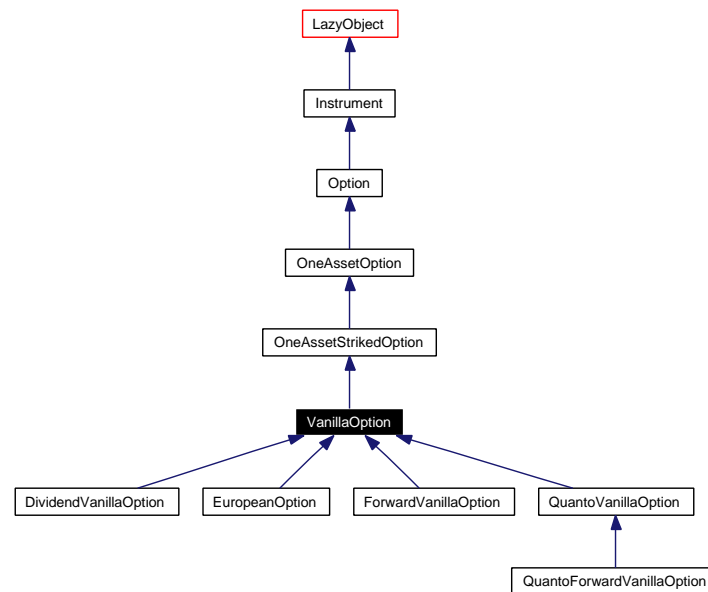 LazyObject
Instrument
Option
OneAssetOption
OneAssetStrikedOption
VanillaOption
DividendVanillaOption
EuropeanOption
ForwardVanillaOption
QuantoVanillaOption
QuantoForwardVanillaOption